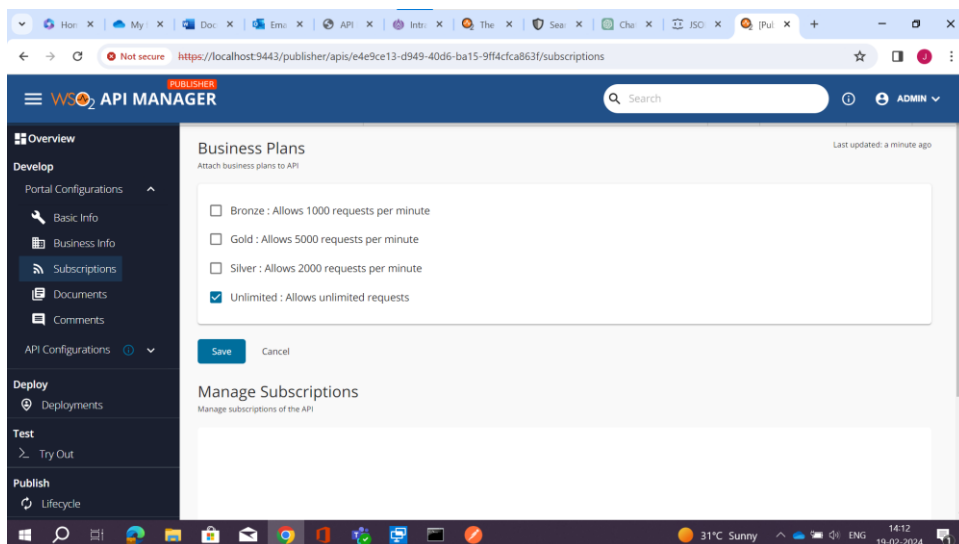 Hon
My
Doc
Ema
API
Intr
The
Sea
Cha
JSO
[Pul
Not secure
https://localhost:9443/publisher/apis/e4e9ce13-d949-40d6-ba15-9ff4cfca863f/subscriptions
J
PUBLISHER
WSO2 API MANAGER
Search
ADMIN
Overview
Develop
Portal Configurations
Basic Info
Business Info
Subscriptions
Documents
Comments
API Configurations
Deploy
Deployments
Test
Try Out
Publish
Lifecycle
Business Plans
Last updated: a minute ago
Attach business plans to API
Bronze : Allows 1000 requests per minute
Gold : Allows 5000 requests per minute
Silver : Allows 2000 requests per minute
Unlimited : Allows unlimited requests
Save
Cancel
Manage Subscriptions
Manage subscriptions of the API
31°C Sunny
ENG
14:12
19-02-2024